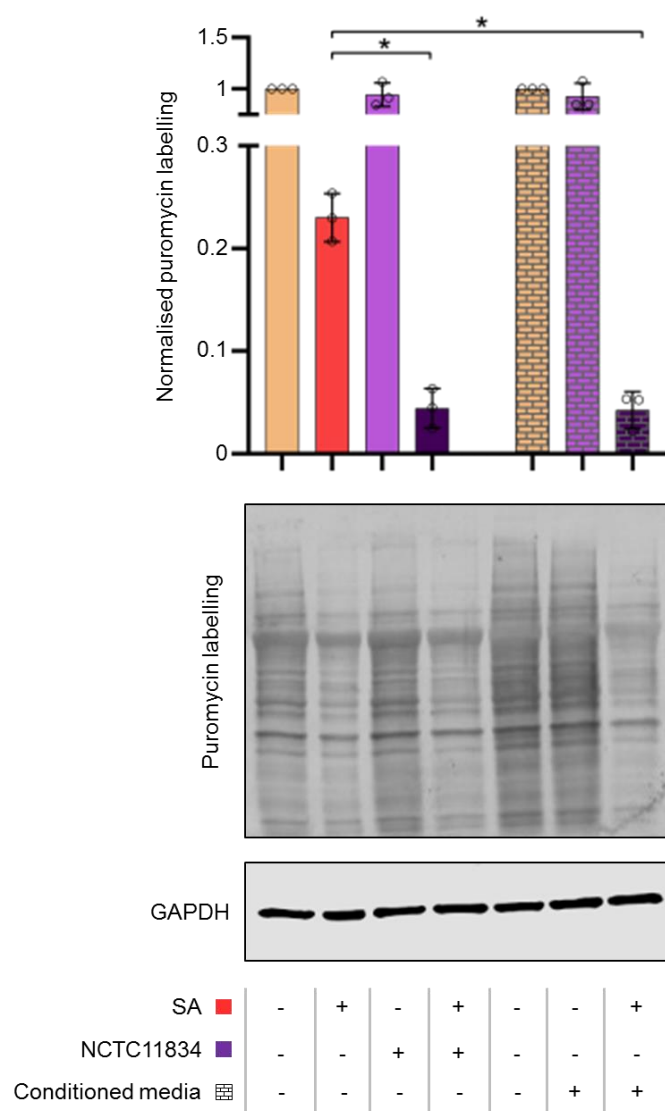 *
*
1.5
1
0.3
0.2
0.1
0
Normalised puromycin labelling
Puromycin labelling
GAPDH
SA - + - + - - +
NCTC11834 - - + + - - -
Conditioned media - - - - - + +